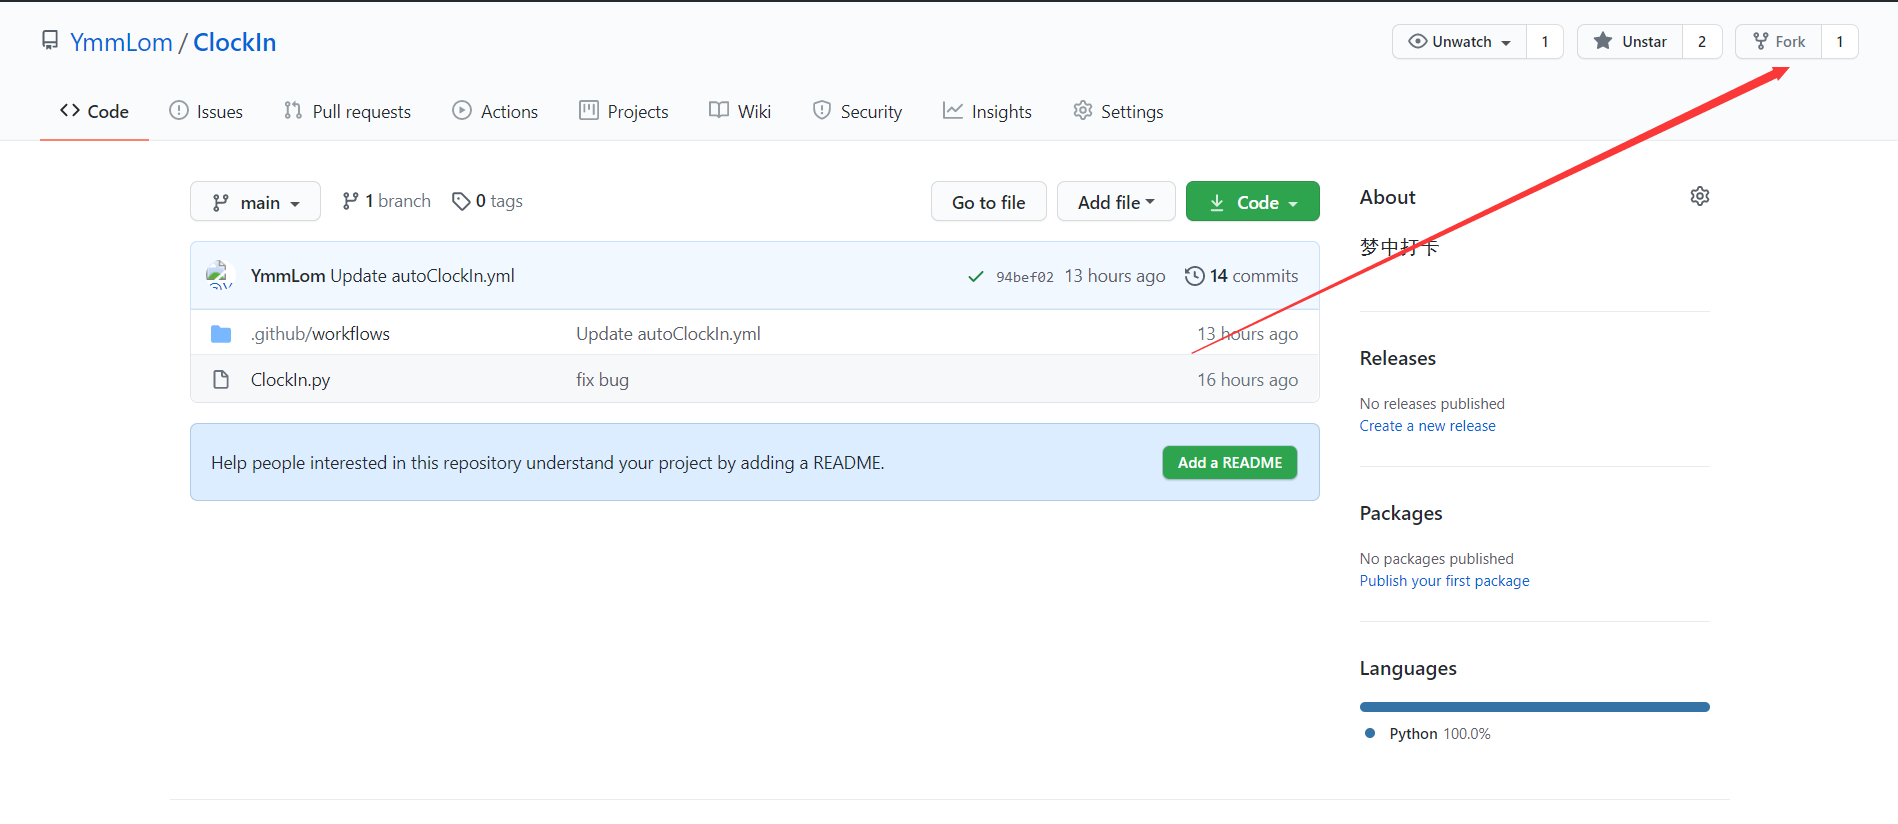 YmmLom / ClockIn
Unwatch 1 Unstar 2 Fork 1
Code Issues Pull requests Actions Projects Wiki Security Insights Settings
main 1 branch 0 tags Go to file Add file Code
YmmLom Update autoClockIn.yml 94bef02 13 hours ago 14 commits
.github/workflows Update autoClockIn.yml 13 hours ago
ClockIn.py fix bug 16 hours ago
Help people interested in this repository understand your project by adding a README. Add a README
About
梦中打卡
Releases
No releases published
Create a new release
Packages
No packages published
Publish your first package
Languages
Python 100.0%